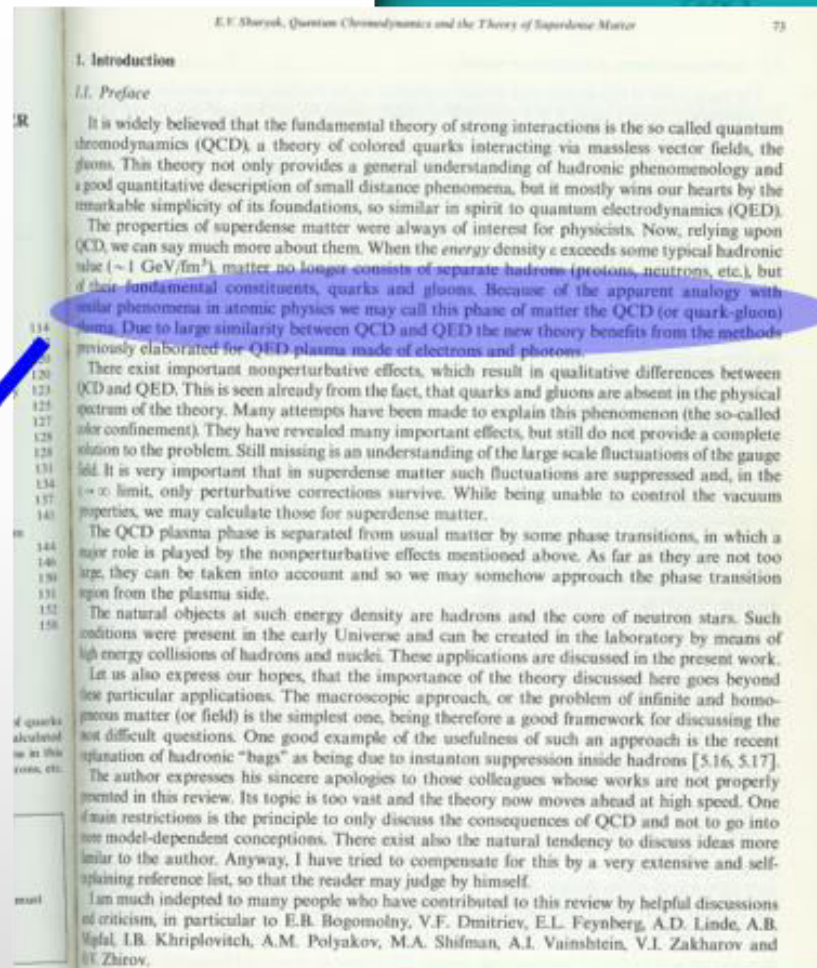 E.V. Shuryak, Quantum Chromodynamics and the Theory of Superdense Matter 73
1. Introduction
1.1. Preface
It is widely believed that the fundamental theory of strong interactions is the so called quantum
chromodynamics (QCD), a theory of colored quarks interacting via massless vector fields, the
gluons. This theory not only provides a general understanding of hadronic phenomenology and
a good quantitative description of small distance phenomena, but it mostly wins our hearts by the
remarkable simplicity of its foundations, so similar in spirit to quantum electrodynamics (QED).
The properties of superdense matter were always of interest for physicists. Now, relying upon
QCD, we can say much more about them. When the energy density ε exceeds some typical hadronic
value (~1 GeV/fm³), matter no longer consists of separate hadrons (protons, neutrons, etc.), but
of their fundamental constituents, quarks and gluons. Because of the apparent analogy with
similar phenomena in atomic physics we may call this phase of matter the QCD (or quark-gluon)
plasma. Due to large similarity between QCD and QED the new theory benefits from the methods
previously elaborated for QED plasma made of electrons and photons.
There exist important nonperturbative effects, which result in qualitative differences between
QCD and QED. This is seen already from the fact, that quarks and gluons are absent in the physical
spectrum of the theory. Many attempts have been made to explain this phenomenon (the so-called
color confinement). They have revealed many important effects, but still do not provide a complete
solution to the problem. Still missing is an understanding of the large scale fluctuations of the gauge
field. It is very important that in superdense matter such fluctuations are suppressed and, in the
→ ∞ limit, only perturbative corrections survive. While being unable to control the vacuum
properties, we may calculate those for superdense matter.
The QCD plasma phase is separated from usual matter by some phase transitions, in which a
major role is played by the nonperturbative effects mentioned above. As far as they are not too
large, they can be taken into account and so we may somehow approach the phase transition
region from the plasma side.
The natural objects at such energy density are hadrons and the core of neutron stars. Such
conditions were present in the early Universe and can be created in the laboratory by means of
high energy collisions of hadrons and nuclei. These applications are discussed in the present work.
Let us also express our hopes, that the importance of the theory discussed here goes beyond
these particular applications. The macroscopic approach, or the problem of infinite and homo-
geneous matter (or field) is the simplest one, being therefore a good framework for discussing the
most difficult questions. One good example of the usefulness of such an approach is the recent
explanation of hadronic "bags" as being due to instanton suppression inside hadrons [5.16, 5.17].
The author expresses his sincere apologies to those colleagues whose works are not properly
presented in this review. Its topic is too vast and the theory now moves ahead at high speed. One
of main restrictions is the principle to only discuss the consequences of QCD and not to go into
more model-dependent conceptions. There exist also the natural tendency to discuss ideas more
similar to the author. Anyway, I have tried to compensate for this by a very extensive and self-
explaining reference list, so that the reader may judge by himself.
I am much indepted to many people who have contributed to this review by helpful discussions
and criticism, in particular to E.B. Bogomolny, V.F. Dmitriev, E.L. Feynberg, A.D. Linde, A.B.
Migdal, I.B. Khriplovitch, A.M. Polyakov, M.A. Shifman, A.I. Vainshtein, V.I. Zakharov and
Zhirov.
ER
114
120
123
125
127
128
128
131
134
137
141
144
146
150
151
152
158
of quarks
calculated
in this
etc.